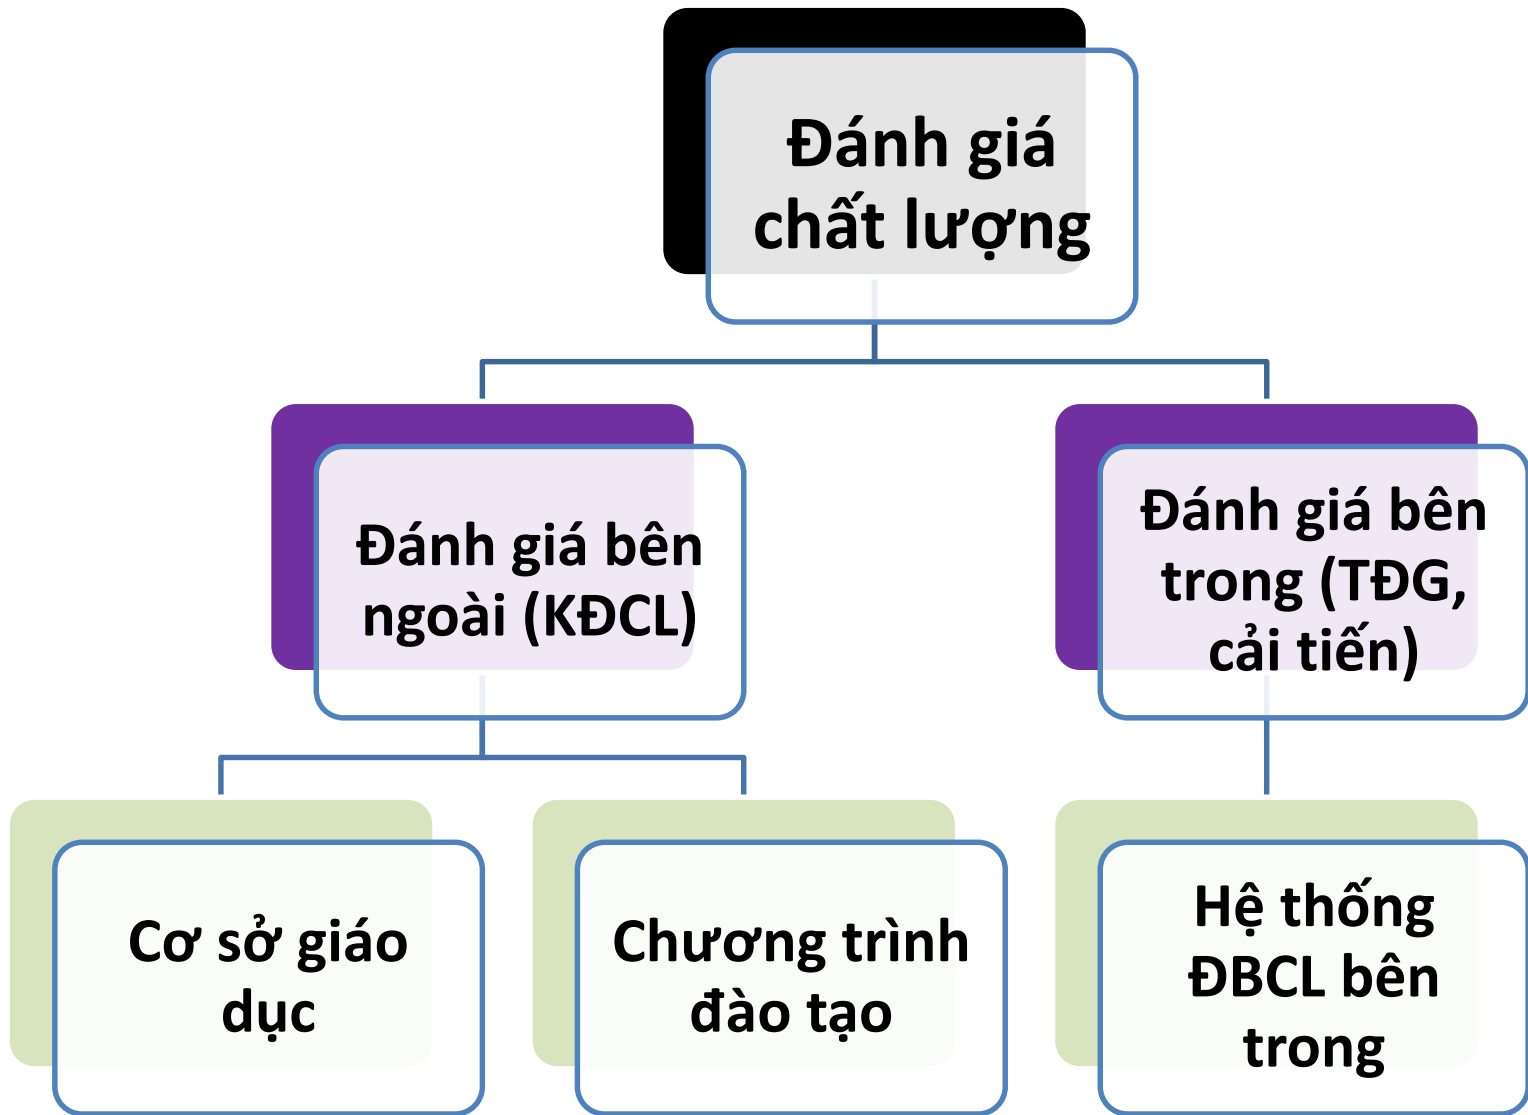 Đánh giá
chất lượng
Đánh giá bên
ngoài (KĐCL)
Đánh giá bên
trong (TĐG,
cải tiến)
Cơ sở giáo
dục
Chương trình
đào tạo
Hệ thống
ĐBCL bên
trong